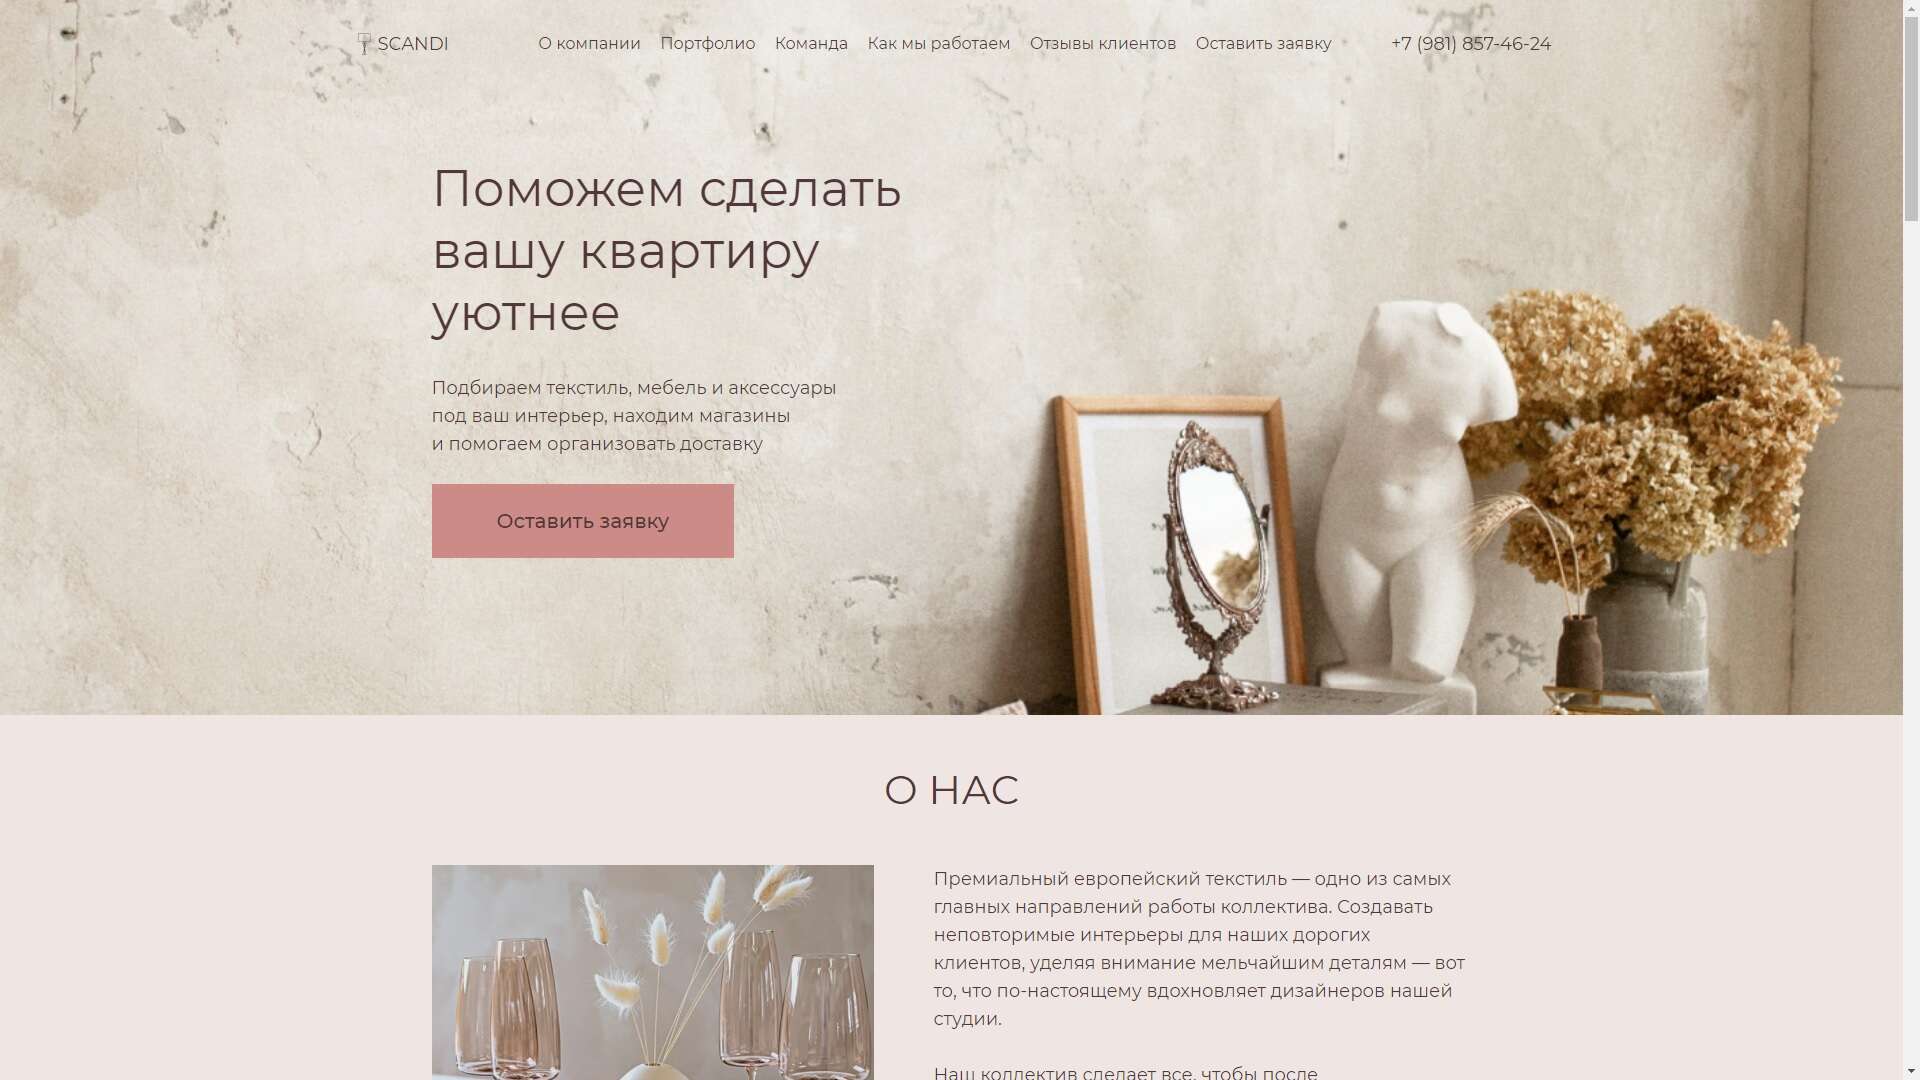 SCANDI
О компании Портфолио Команда Как мы работаем Отзывы клиентов Оставить заявку
+7 (981) 857-46-24
Поможем сделать
вашу квартиру
уютнее
Подбираем текстиль, мебель и аксессуары
под ваш интерьер, находим магазины
и помогаем организовать доставку
Оставить заявку
О НАС
Премиальный европейский текстиль — одно из самых
главных направлений работы коллектива. Создавать
неповторимые интерьеры для наших дорогих
клиентов, уделяя внимание мельчайшим деталям — вот
то, что по-настоящему вдохновляет дизайнеров нашей
студии.
Наш коллектив сделает все, чтобы после